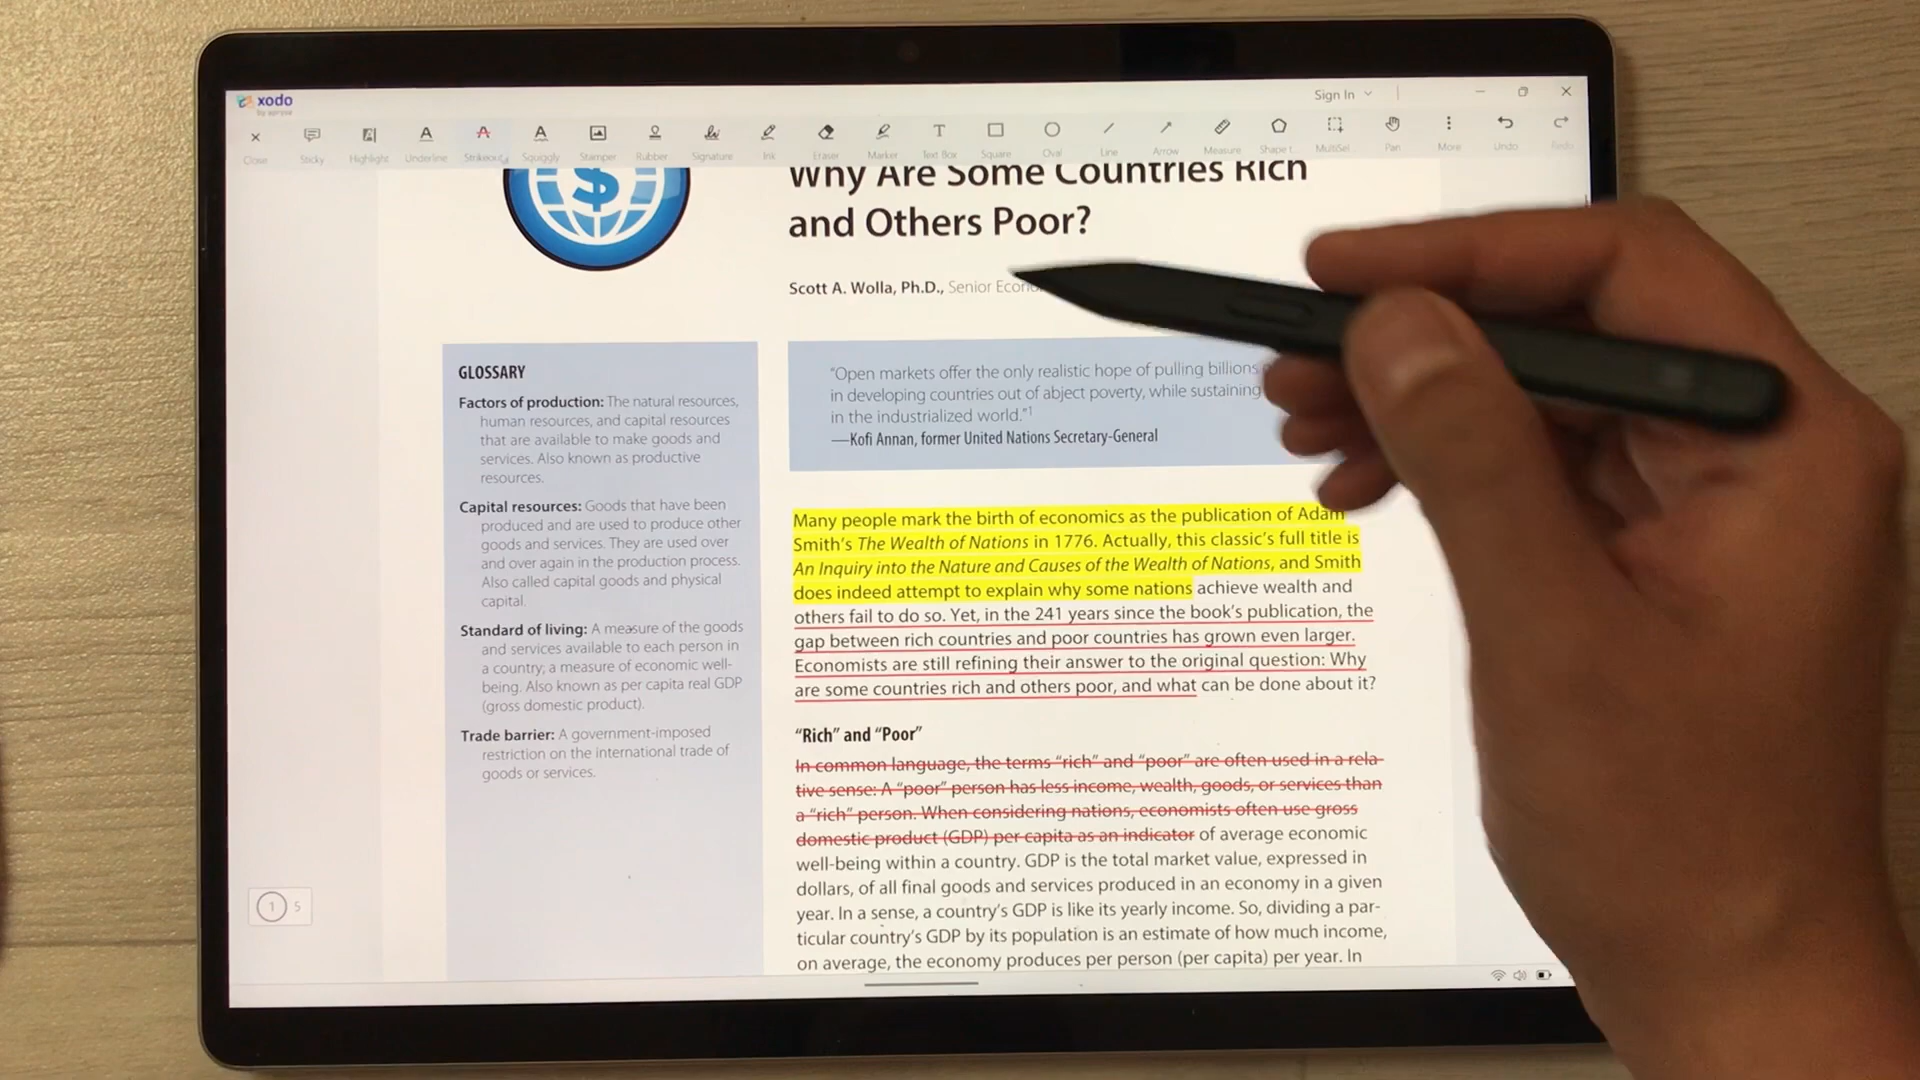 xodo
Sign In
Close
Sticky
Highlight
Underline
Strikeout
Squiggly
Stamper
Rubber
Signature
Ink
Eraser
Marker
Text Box
Square
Oval
Line
Arrow
Measure
Shape t...
MultiSel...
Pan
More
Undo
Redo
$
Why Are Some Countries Rich
and Others Poor?
Scott A. Wolla, Ph.D., Senior
GLOSSARY
Factors of production: The natural resources,
human resources, and capital resources
that are available to make goods and
services. Also known as productive
resources.
Capital resources: Goods that have been
produced and are used to produce other
goods and services. They are used over
and over again in the production process.
Also called capital goods and physical
capital.
Standard of living: A measure of the goods
and services available to each person in
a country; a measure of economic well-
being. Also known as per capita real GDP
(gross domestic product).
Trade barrier: A government-imposed
restriction on the international trade of
goods or services.
"Open markets offer the only realistic hope of pulling billions
in developing countries out of abject poverty, while sustaining
in the industrialized world."1
—Kofi Annan, former United Nations Secretary-General
Many people mark the birth of economics as the publication of Adam
Smith's The Wealth of Nations in 1776. Actually, this classic's full title is
An Inquiry into the Nature and Causes of the Wealth of Nations, and Smith
does indeed attempt to explain why some nations achieve wealth and
others fail to do so. Yet, in the 241 years since the book's publication, the
gap between rich countries and poor countries has grown even larger.
Economists are still refining their answer to the original question: Why
are some countries rich and others poor, and what can be done about it?
"Rich" and "Poor"
In common language, the terms "rich" and "poor" are often used in a rela-
tive sense: A "poor" person has less income, wealth, goods, or services than
a "rich" person. When considering nations, economists often use gross
domestic product (GDP) per capita as an indicator of average economic
well-being within a country. GDP is the total market value, expressed in
dollars, of all final goods and services produced in an economy in a given
year. In a sense, a country's GDP is like its yearly income. So, dividing a par-
ticular country's GDP by its population is an estimate of how much income,
on average, the economy produces per person (per capita) per year. In
1 5